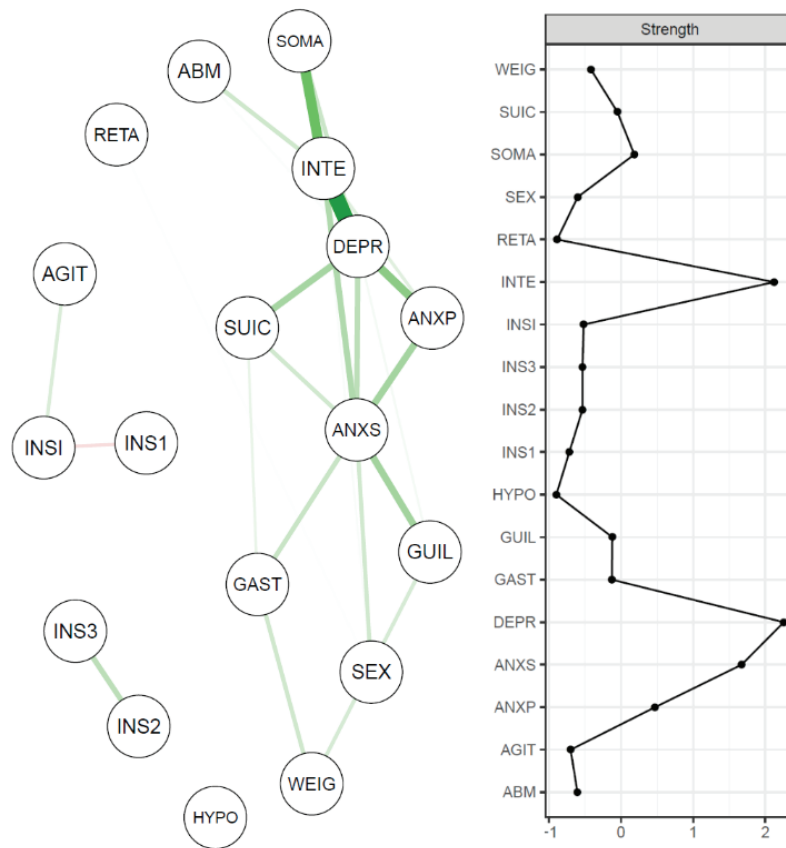 SOMA
ABM
RETA
INTE
DEPR
AGIT
SUIC
ANXP
ANXS
INSI
INS1
GUIL
GAST
INS3
SEX
INS2
WEIG
HYPO
Strength
WEIG
SUIC
SOMA
SEX
RETA
INTE
INSI
INS3
INS2
INS1
HYPO
GUIL
GAST
DEPR
ANXS
ANXP
AGIT
ABM
-1 0 1 2